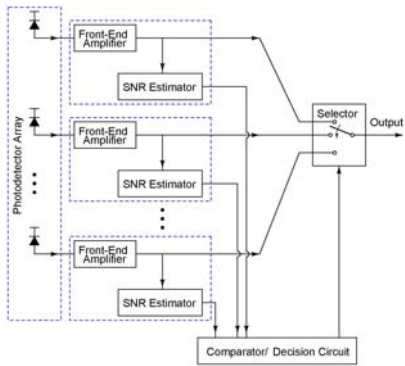 Photodetector Array
Front-End
Amplifier
SNR Estimator
Front-End
Amplifier
SNR Estimator
Front-End
Amplifier
SNR Estimator
Selector
Output
Comparator/ Decision Circuit